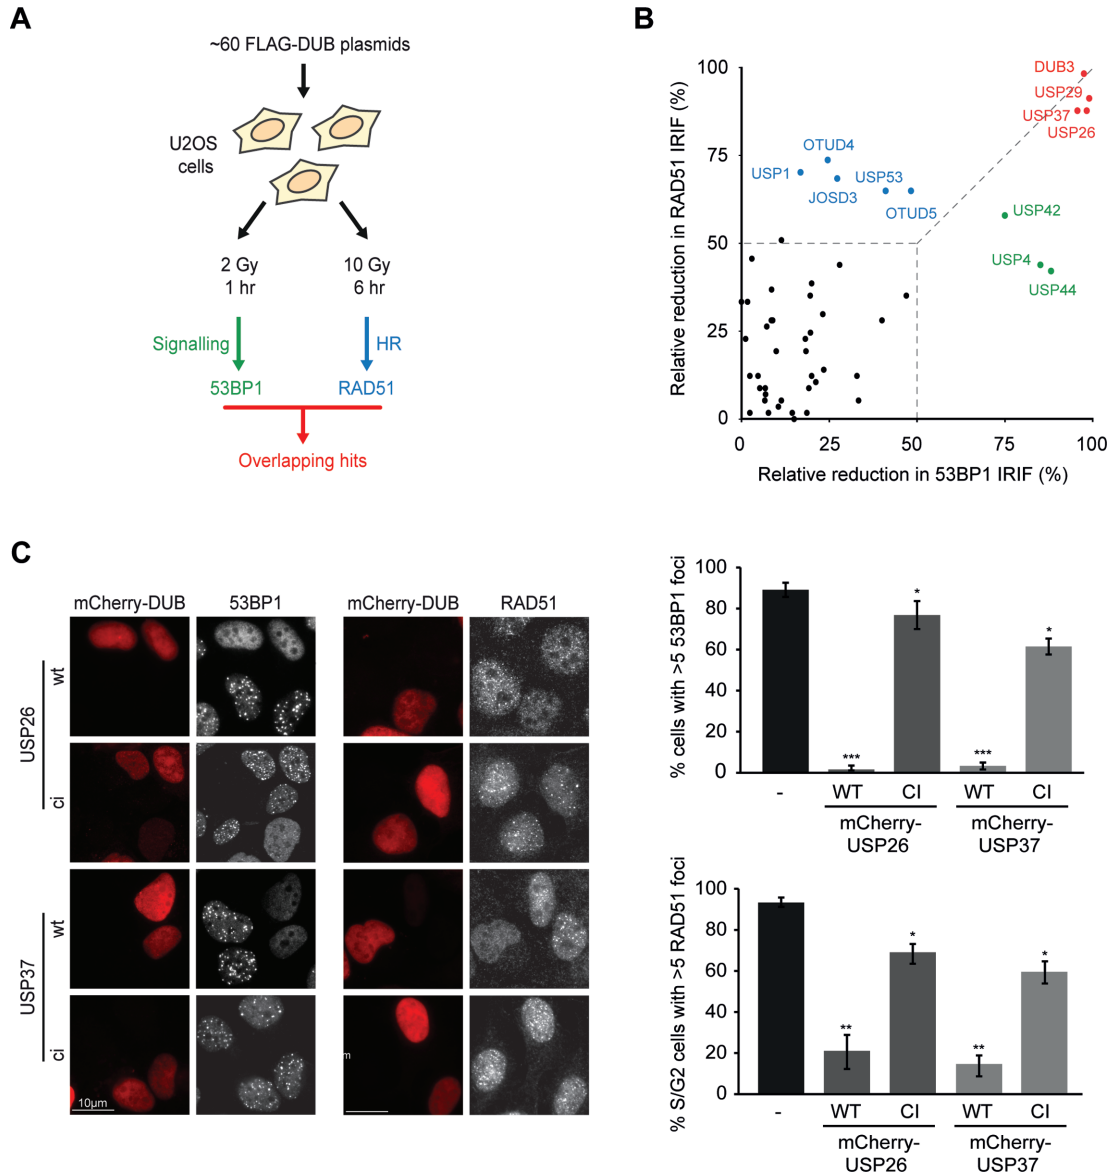 A
~60 FLAG-DUB plasmids
U2OS
cells
2 Gy
1 hr
10 Gy
6 hr
Signalling
HR
53BP1
RAD51
Overlapping hits
B
Relative reduction in RAD51 IRIF (%)
100
75
50
25
0
DUB3
USP29
USP37
USP26
OTUD4
USP1
USP53
JOSD3
OTUD5
USP42
USP4
USP44
0
25
50
75
100
Relative reduction in 53BP1 IRIF (%)
C
mCherry-DUB
53BP1
mCherry-DUB
RAD51
USP26
wt
ci
USP37
wt
ci
10µm
m
% cells with >5 53BP1 foci
100
80
60
40
20
0
***
*
***
*
-
WT
CI
WT
CI
mCherry-
USP26
mCherry-
USP37
% S/G2 cells with >5 RAD51 foci
100
80
60
40
20
0
**
*
**
*
-
WT
CI
WT
CI
mCherry-
USP26
mCherry-
USP37